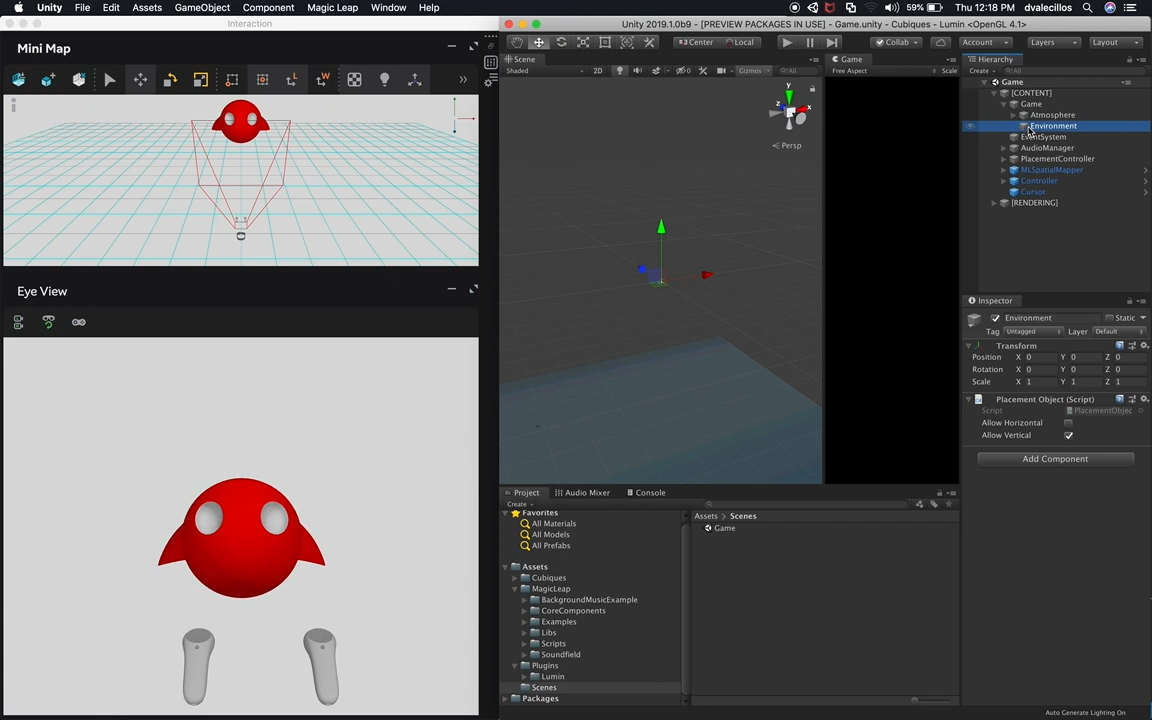 Unity File Edit Assets GameObject Component Magic Leap Window Help 59% Thu 12:18 PM dvalecillos
Interaction
Unity 2019.1.0b9 - [PREVIEW PACKAGES IN USE] - Game.unity - Cubiques - Lumin <OpenGL 4.1>
Mini Map
Center Local Collab Account Layers Layout
Scene Game Hierarchy
Shaded 2D Gizmos All Free Aspect Scale Create All
Game
[CONTENT]
Game
Atmosphere
Environment
EventSystem
AudioManager
PlacementController
MLSpatialMapper
Controller
Cursor
[RENDERING]
y
x
z
Persp
Eye View
Inspector
Environment Static
Tag Untagged Layer Default
Transform
Position X 0 Y 0 Z 0
Rotation X 0 Y 0 Z 0
Scale X 1 Y 1 Z 1
Placement Object (Script)
Script PlacementObjec
Allow Horizontal
Allow Vertical
Add Component
Project Audio Mixer Console
Create
Favorites
All Materials
All Models
All Prefabs
Assets
Cubiques
MagicLeap
BackgroundMusicExample
CoreComponents
Examples
Libs
Scripts
Soundfield
Plugins
Lumin
Scenes
Packages
Assets > Scenes
Game
Auto Generate Lighting On